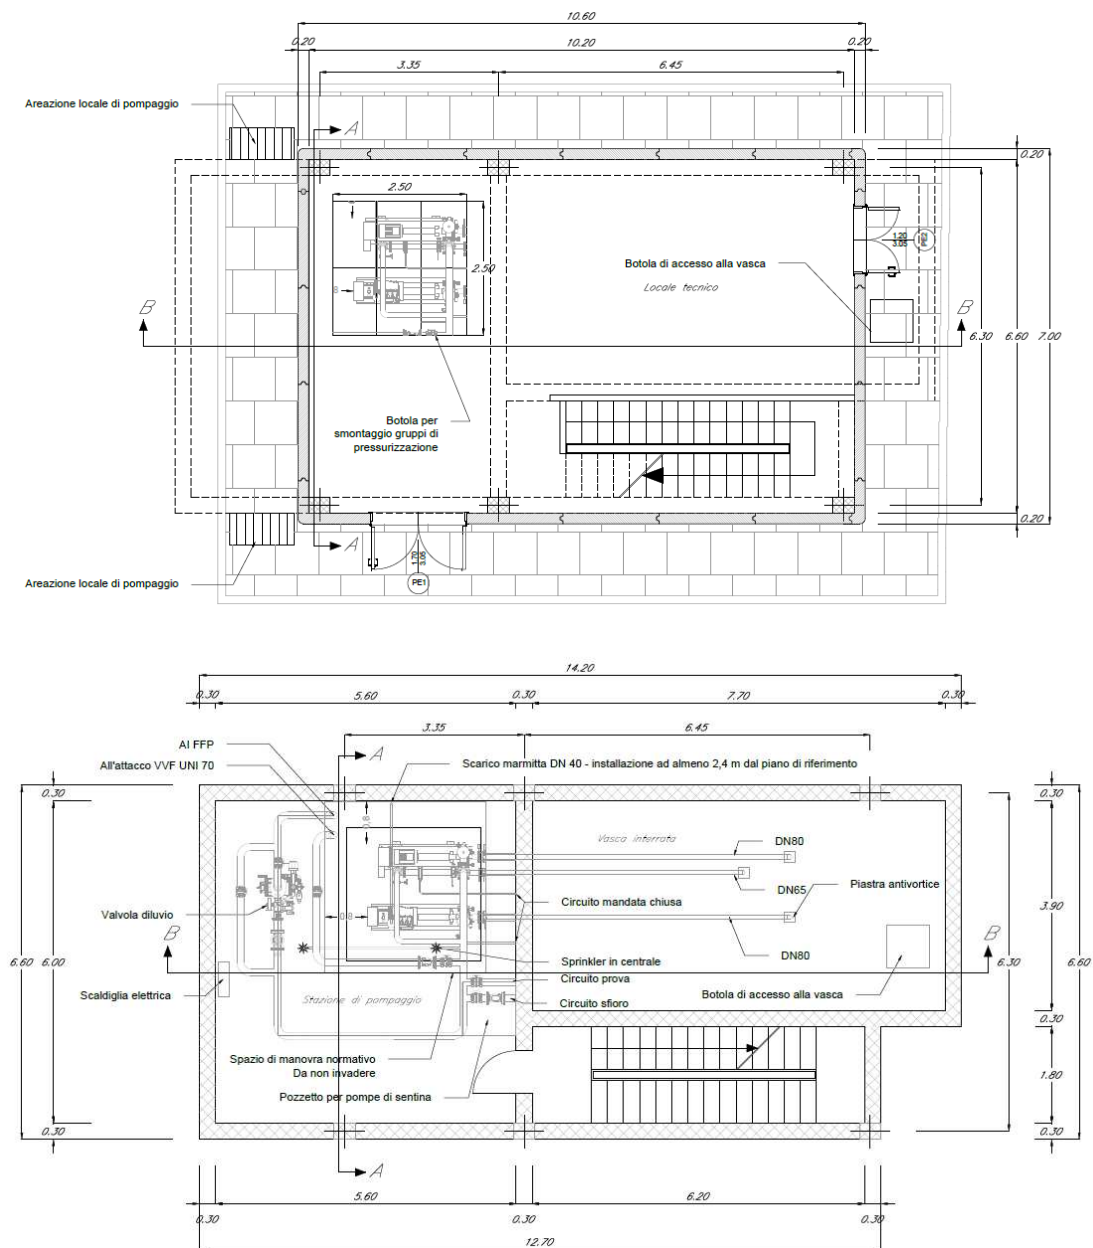 10.60
0.20
10.20
0.20
3.35
6.45
Areazione locale di pompaggio
A
0.20
2.50
2.50
1.20
3.05
PE2
Botola di accesso alla vasca
Locale tecnico
B
B
6.30
6.60
7.00
Botola per
smontaggio gruppi di
pressurizzazione
0.20
A
1.70
3.05
PE1
Areazione locale di pompaggio
14.20
0.30
5.60
0.30
7.70
0.30
3.35
6.45
Al FFP
All'attacco VVF UNI 70
A
Scarico marmitta DN 40 - installazione ad almeno 2,4 m dal piano di riferimento
0.30
0.30
0.8
Vasca interrata
DN80
DN65
Piastra antivortice
Circuito mandata chiusa
Valvola diluvio
0.8
3.90
B
B
DN80
6.60
6.00
Sprinkler in centrale
6.30
6.60
Scaldiglia elettrica
Circuito prova
Botola di accesso alla vasca
Stazione di pompaggio
Circuito sfioro
0.30
Spazio di manovra normativo
Da non invadere
1.80
Pozzetto per pompe di sentina
0.30
0.30
A
5.60
6.20
0.30
0.30
0.30
12.70